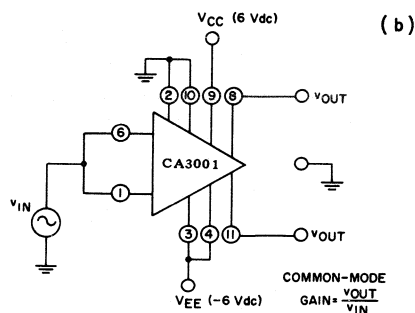 VCC (6 Vdc)
(b)
2 10 9 8
vOUT
6
CA3001
1
vIN
3 4 11
vOUT
VEE (-6 Vdc)
COMMON-MODE
GAIN= vOUT
vIN